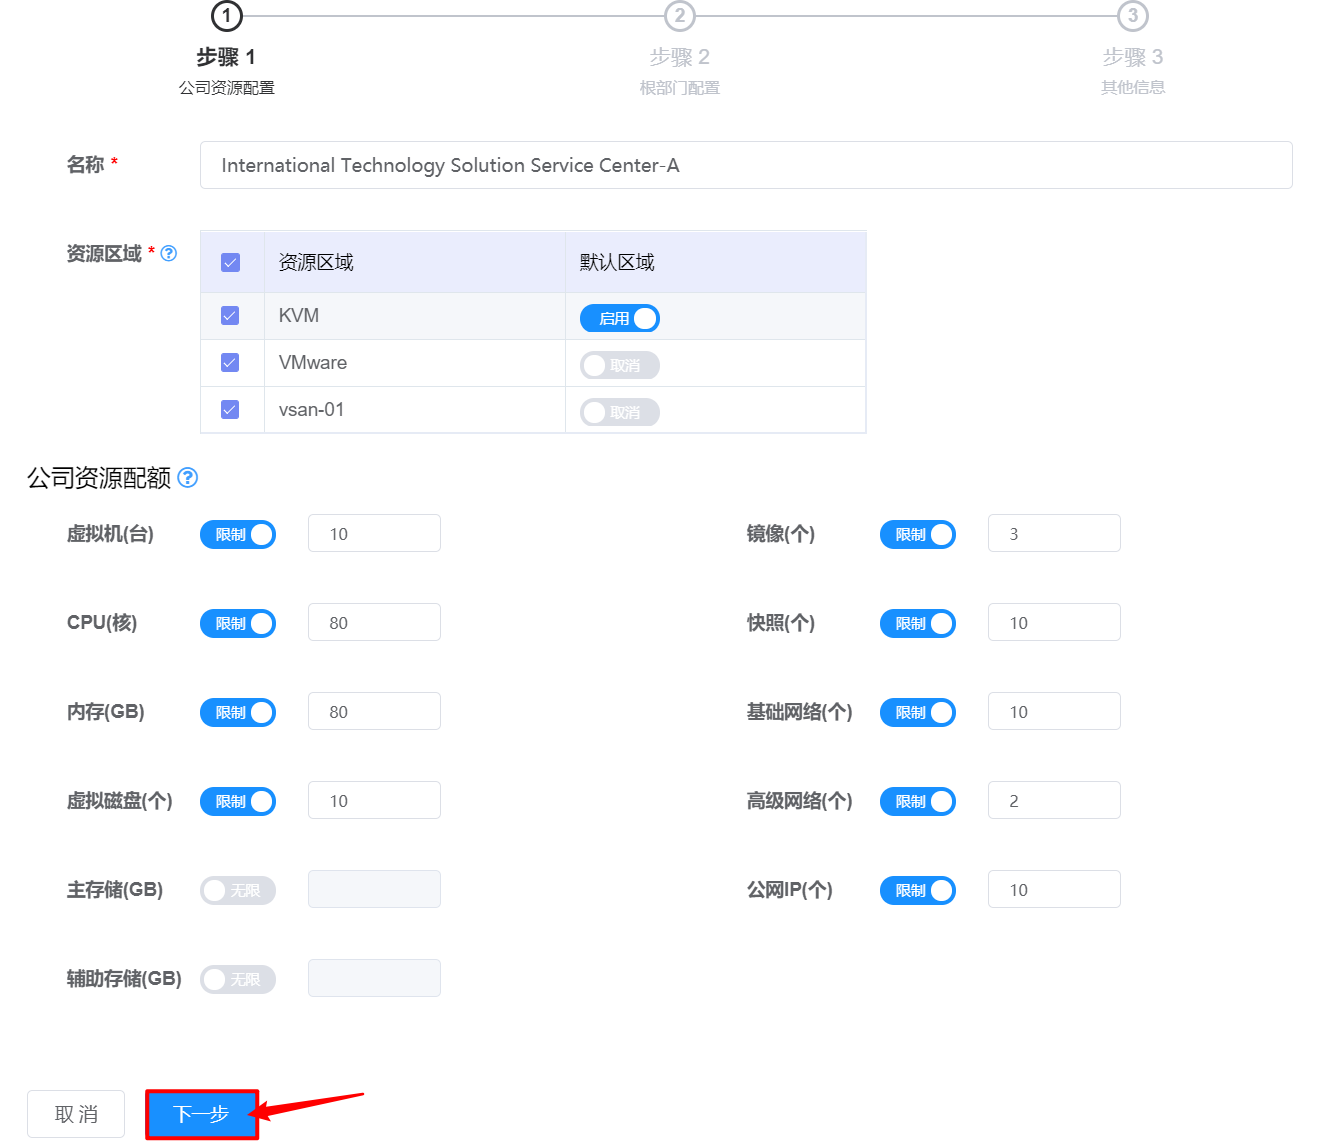 1 2 3
步骤 1 步骤 2 步骤 3
公司资源配置 根部门配置 其他信息
名称 * International Technology Solution Service Center-A
资源区域 * ? 资源区域 默认区域
KVM 启用
VMware 取消
vsan-01 取消
公司资源配额 ?
虚拟机(台) 限制 10 镜像(个) 限制 3
CPU(核) 限制 80 快照(个) 限制 10
内存(GB) 限制 80 基础网络(个) 限制 10
虚拟磁盘(个) 限制 10 高级网络(个) 限制 2
主存储(GB) 无限 公网IP(个) 限制 10
辅助存储(GB) 无限
取消 下一步